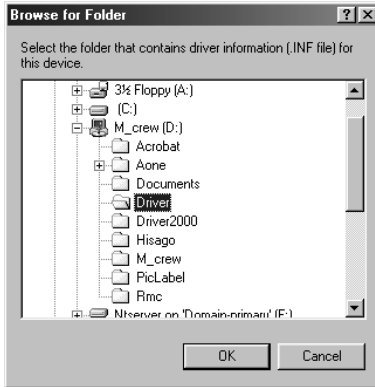 Browse for Folder
Select the folder that contains driver information (.INF file) for
this device.
3½ Floppy (A:)
(C:)
M_crew (D:)
Acrobat
Aone
Documents
Driver
Driver2000
Hisago
M_crew
PicLabel
Rmc
Ntserver on 'Domain-primary' (F:)
OK Cancel